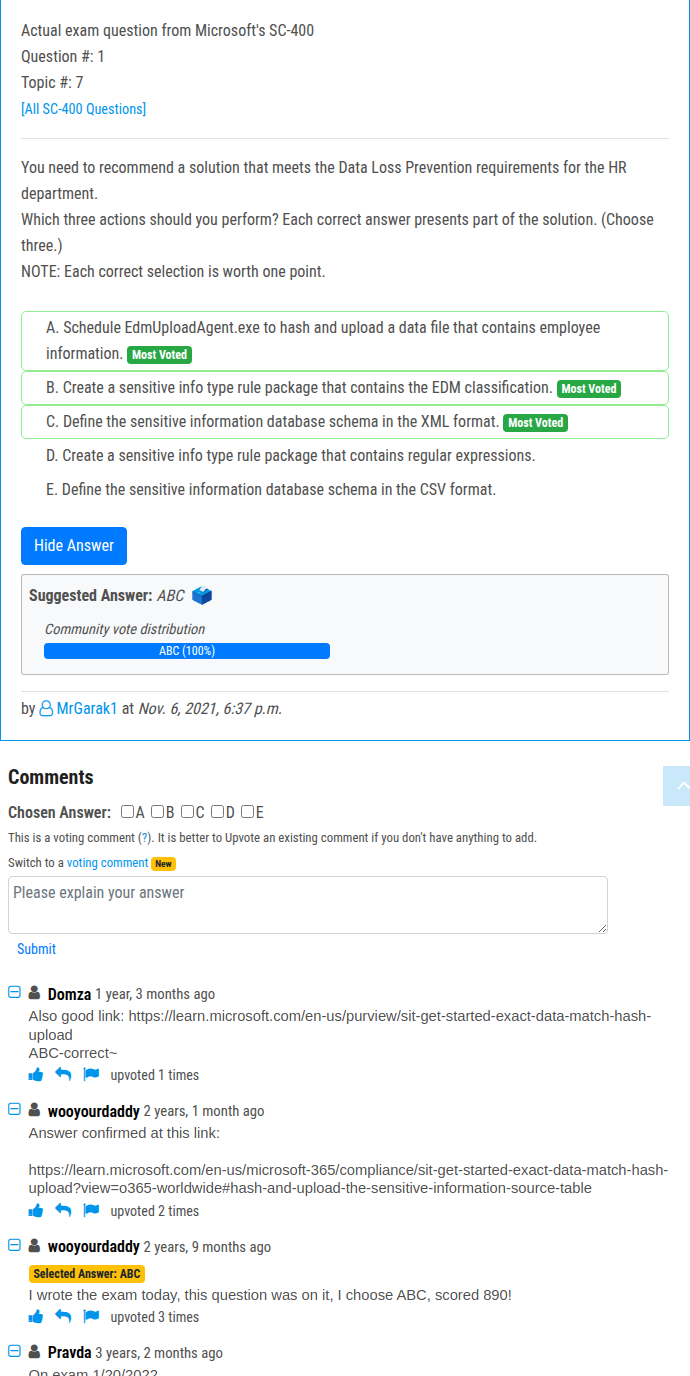 Actual exam question from Microsoft's SC-400
Question #: 1
Topic #: 7
[All SC-400 Questions]
You need to recommend a solution that meets the Data Loss Prevention requirements for the HR
department.
Which three actions should you perform? Each correct answer presents part of the solution. (Choose
three.)
NOTE: Each correct selection is worth one point.
A. Schedule EdmUploadAgent.exe to hash and upload a data file that contains employee
information. Most Voted
B. Create a sensitive info type rule package that contains the EDM classification. Most Voted
C. Define the sensitive information database schema in the XML format. Most Voted
D. Create a sensitive info type rule package that contains regular expressions.
E. Define the sensitive information database schema in the CSV format.
Hide Answer
Suggested Answer: ABC
Community vote distribution
ABC (100%)
by MrGarak1 at Nov. 6, 2021, 6:37 p.m.
Comments
Chosen Answer: A B C D E
This is a voting comment (?). It is better to Upvote an existing comment if you don't have anything to add.
Switch to a voting comment New
Please explain your answer
Submit
Domza 1 year, 3 months ago
Also good link: https://learn.microsoft.com/en-us/purview/sit-get-started-exact-data-match-hash-
upload
ABC-correct~
upvoted 1 times
wooyourdaddy 2 years, 1 month ago
Answer confirmed at this link:
https://learn.microsoft.com/en-us/microsoft-365/compliance/sit-get-started-exact-data-match-hash-
upload?view=o365-worldwide#hash-and-upload-the-sensitive-information-source-table
upvoted 2 times
wooyourdaddy 2 years, 9 months ago
Selected Answer: ABC
I wrote the exam today, this question was on it, I choose ABC, scored 890!
upvoted 3 times
Pravda 3 years, 2 months ago
On exam 1/20/2022